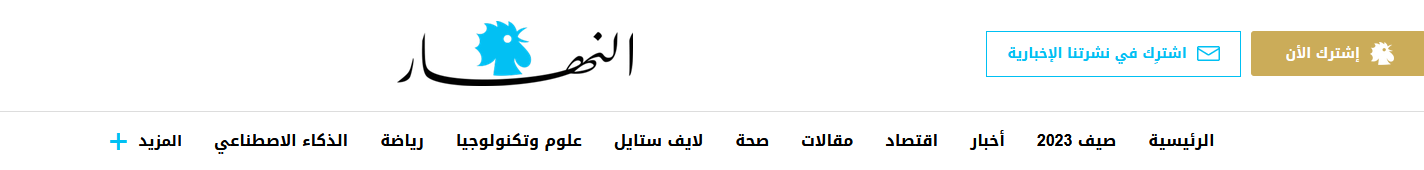 إشترك الأن
اشترِك في نشرتنا الإخبارية
النهار
الرئيسية صيف 2023 أخبار اقتصاد مقالات صحة لايف ستايل علوم وتكنولوجيا رياضة الذكاء الاصطناعي المزيد +